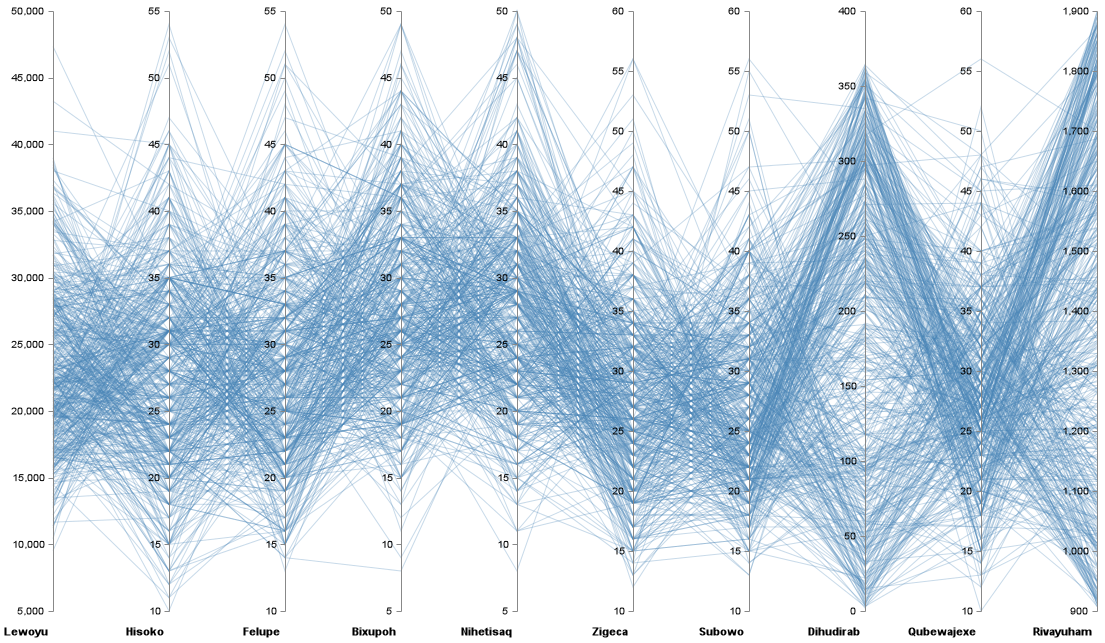 50,000 55 55 50 50 60 60 400 60 1,900
45,000 50 50 45 45 55 55 350 55 1,800
40,000 45 45 40 40 50 50 300 50 1,700
35,000 40 40 35 35 45 45 250 45 1,600
30,000 35 35 30 30 40 40 200 40 1,500
25,000 30 30 25 25 35 35 150 35 1,400
20,000 25 25 20 20 30 30 100 30 1,300
15,000 20 20 15 15 25 25 50 25 1,200
10,000 15 15 10 10 20 20 0 20 1,100
5,000 10 10 5 5 15 15 15 1,000
10 10 10 900
Lewoyu Hisoko Felupe Bixupoh Nihetisaq Zigeca Subowo Dihudirab Qubewajexe Rivayuham